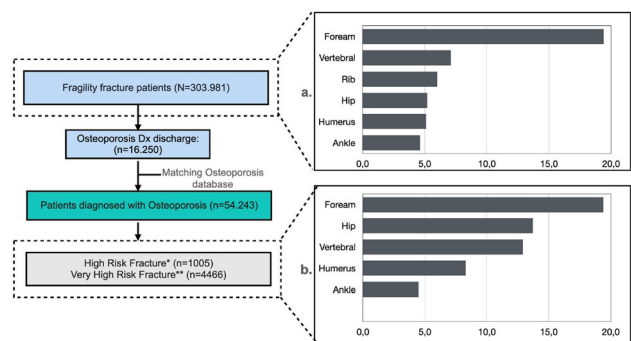 Fragility fracture patients (N=303.981)
Osteoporosis Dx discharge:
(n=16.250)
Matching Osteoporosis
database
Patients diagnosed with Osteoporosis (n=54.243)
High Risk Fracture* (n=1005)
Very High Risk Fracture** (n=4466)
a.
Foream
Vertebral
Rib
Hip
Humerus
Ankle
0,0 5,0 10,0 15,0 20,0
b.
Foream
Hip
Vertebral
Humerus
Ankle
0,0 5,0 10,0 15,0 20,0